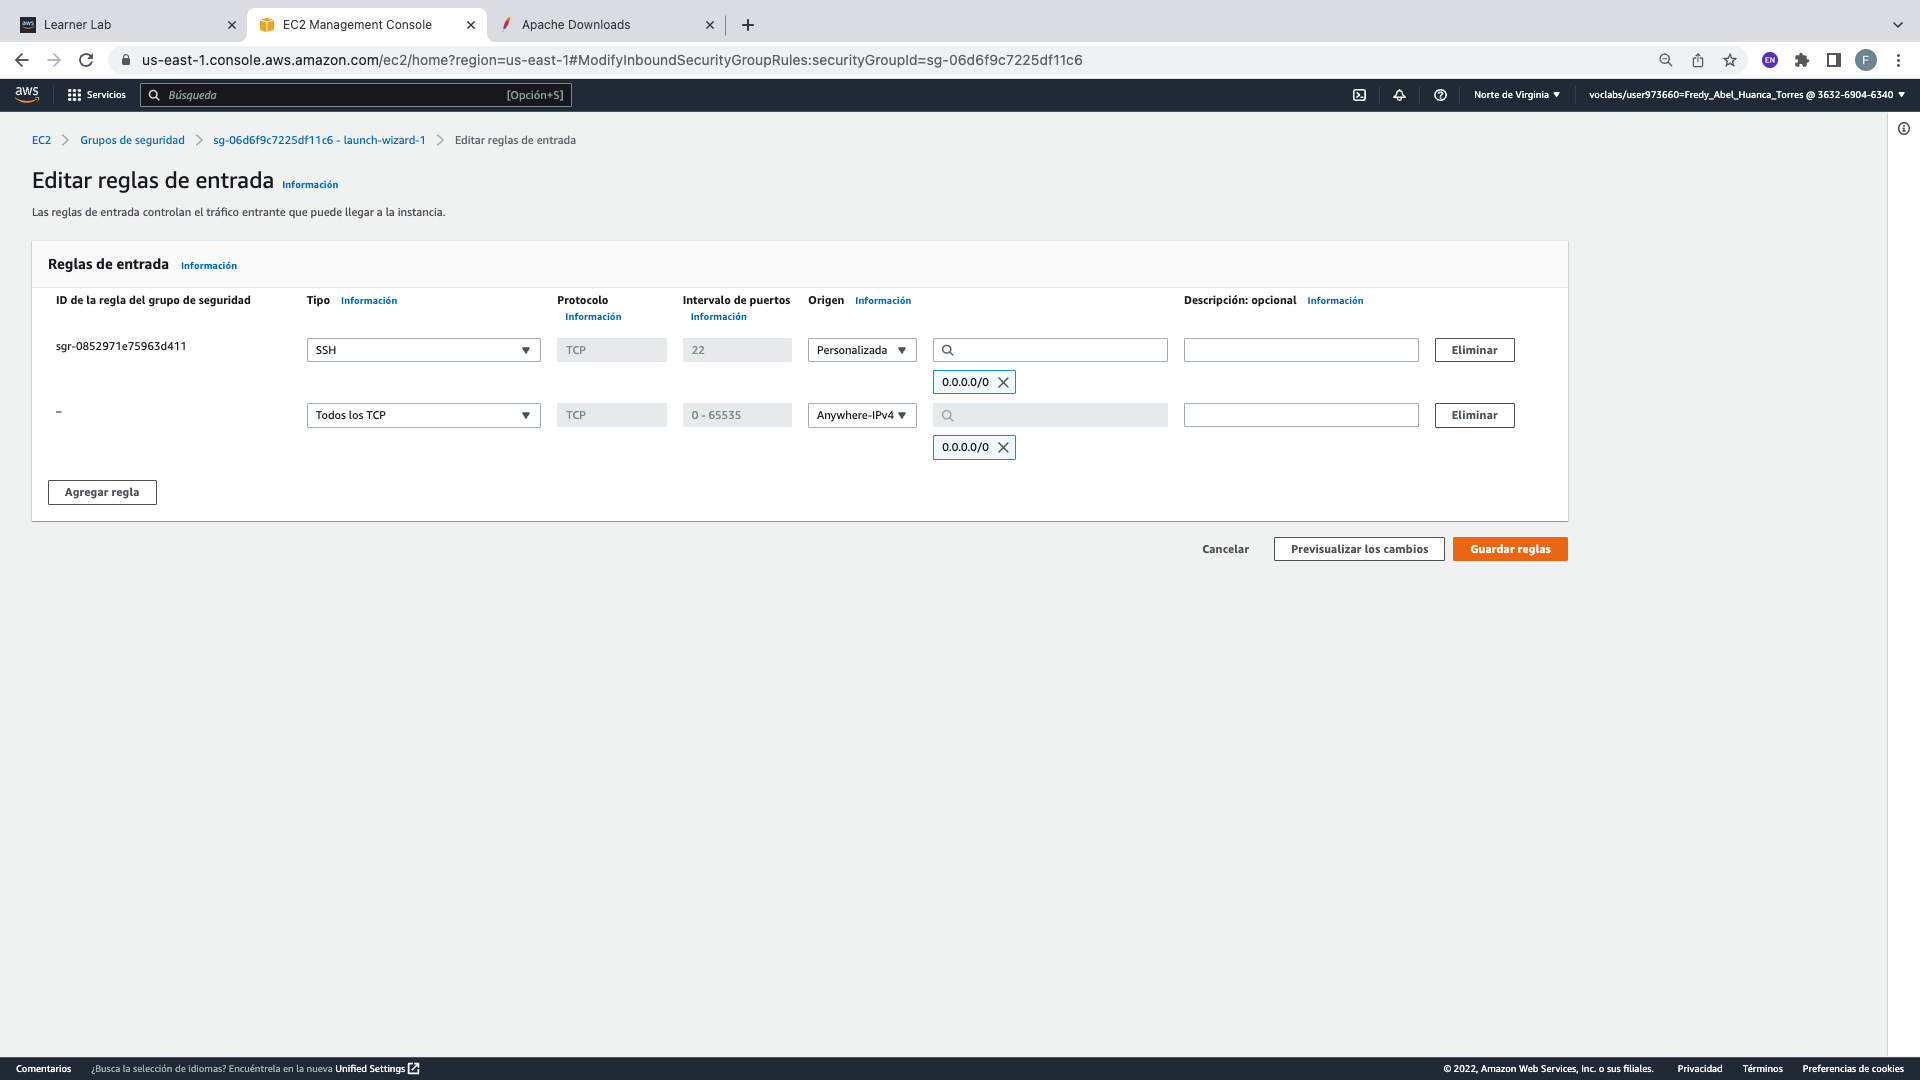 Learner Lab
EC2 Management Console
Apache Downloads
us-east-1.console.aws.amazon.com/ec2/home?region=us-east-1#ModifyInboundSecurityGroupRules:securityGroupId=sg-06d6f9c7225df11c6
EN
F
aws
Servicios
Búsqueda
[Opción+S]
Norte de Virginia
voclabs/user973660=Fredy_Abel_Huanca_Torres @ 3632-6904-6340
EC2
Grupos de seguridad
sg-06d6f9c7225df11c6 - launch-wizard-1
Editar reglas de entrada
Editar reglas de entrada Información
Las reglas de entrada controlan el tráfico entrante que puede llegar a la instancia.
Reglas de entrada Información
ID de la regla del grupo de seguridad
Tipo Información
Protocolo
Información
Intervalo de puertos
Información
Origen Información
Descripción: opcional Información
sgr-0852971e75963d411
SSH
TCP
22
Personalizada
Eliminar
0.0.0.0/0
–
Todos los TCP
TCP
0 - 65535
Anywhere-IPv4
Eliminar
0.0.0.0/0
Agregar regla
Cancelar
Previsualizar los cambios
Guardar reglas
Comentarios
¿Busca la selección de idiomas? Encuéntrela en la nueva Unified Settings
© 2022, Amazon Web Services, Inc. o sus filiales.
Privacidad
Términos
Preferencias de cookies